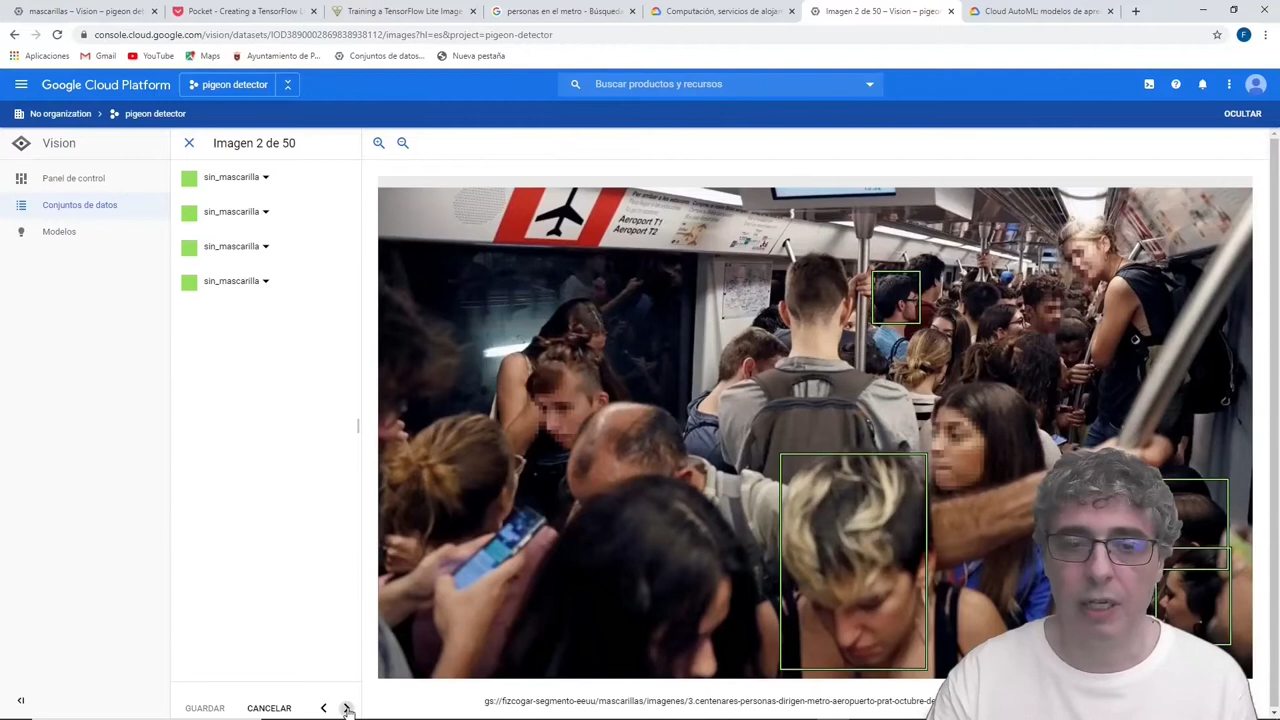 mascarillas – Vision – pigeon det
Pocket - Creating a TensorFlow L
Training a TensorFlow Lite Image
personas en el metro - Búsqued
Computación, servicios de alojam
Imagen 2 de 50 – Vision – pigeo
Cloud AutoML: modelos de apre
console.cloud.google.com/vision/datasets/IOD3890002869838938112/images?hl=es&project=pigeon-detector
F
Aplicaciones
Gmail
YouTube
Maps
Ayuntamiento de P...
Conjuntos de datos...
Nueva pestaña
Google Cloud Platform
pigeon detector
Buscar productos y recursos
No organization
pigeon detector
OCULTAR
Vision
Imagen 2 de 50
Panel de control
sin_mascarilla
Conjuntos de datos
sin_mascarilla
Modelos
sin_mascarilla
sin_mascarilla
Aeroport T1
Aeroport T2
GUARDAR
CANCELAR
gs://fizcogar-segmento-eeuu/mascarillas/imagenes/3.centenares-personas-dirigen-metro-aeropuerto-prat-octubre-de